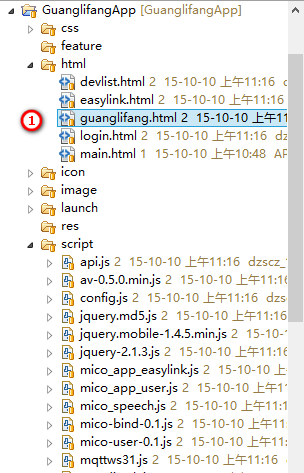 GuanglifangApp [GuanglifangApp]
css
feature
html
devlist.html 2 15-10-10 上午11:16 d
easylink.html 2 15-10-10 上午11:16
① guanglifang.html 2 15-10-10 上午11
login.html 2 15-10-10 上午11:16 dz
main.html 1 15-10-10 上午10:48 AP
icon
image
launch
res
script
api.js 2 15-10-10 上午11:16 dzscz_
av-0.5.0.min.js 2 15-10-10 上午11:
config.js 2 15-10-10 上午11:16 dzsc
jquery.md5.js 2 15-10-10 上午11:16
jquery.mobile-1.4.5.min.js 2 15-10
jquery-2.1.3.js 2 15-10-10 上午11:16
mico_app_easylink.js 2 15-10-10 上
mico_app_user.js 2 15-10-10 上午11
mico_speech.js 2 15-10-10 上午11:1
mico-bind-0.1.js 2 15-10-10 上午11
mico-user-0.1.js 2 15-10-10 上午11
mqttws31.js 2 15-10-10 上午11:16